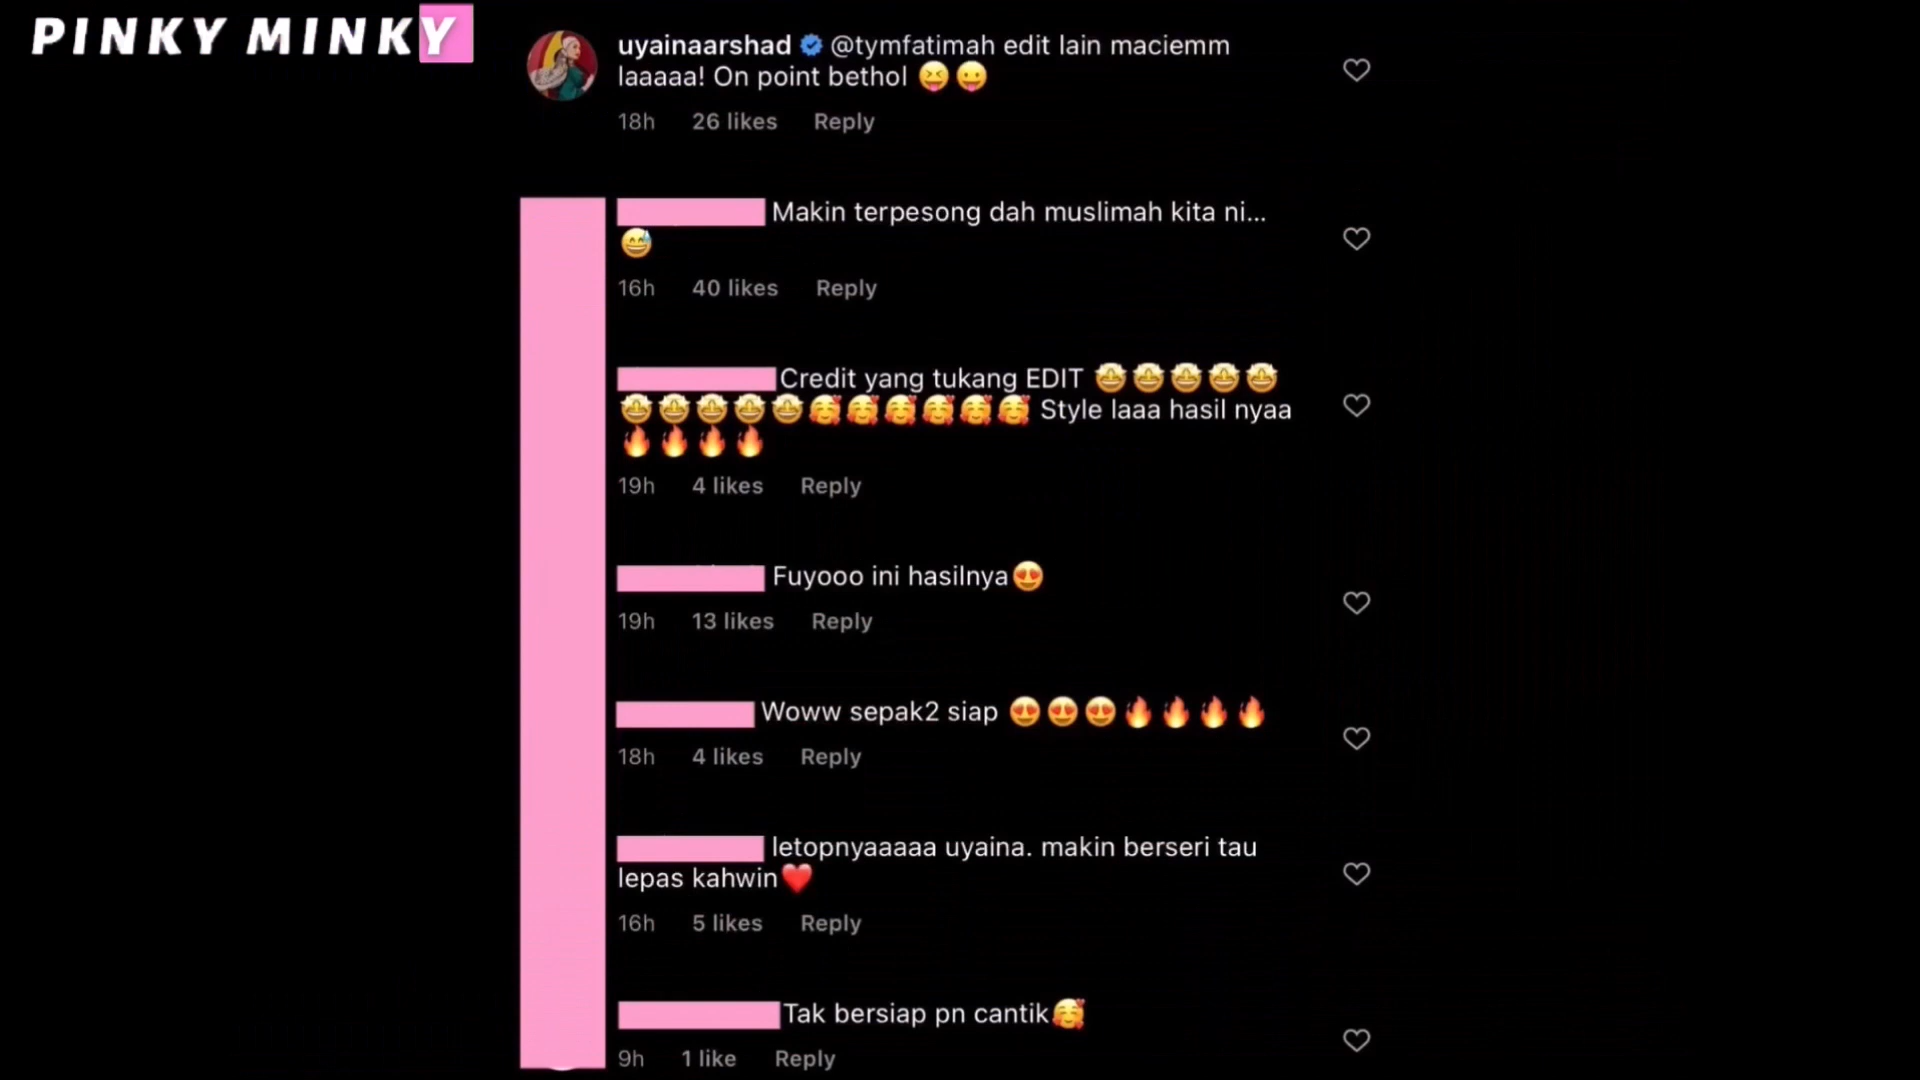 PINKY MINKY
uyainaarshad @tymfatimah edit lain maciemm
laaaaa! On point bethol 😝😛
18h 26 likes Reply
Makin terpesong dah muslimah kita ni...
😅
16h 40 likes Reply
Credit yang tukang EDIT 🤩🤩🤩🤩🤩
🤩🤩🤩🤩🤩🥰🥰🥰🥰🥰🥰 Style laaa hasil nyaa
🔥🔥🔥🔥
19h 4 likes Reply
Fuyooo ini hasilnya😍
19h 13 likes Reply
Woww sepak2 siap 😍😍😍🔥🔥🔥🔥
18h 4 likes Reply
letopnyaaaaa uyaina. makin berseri tau
lepas kahwin❤️
16h 5 likes Reply
Tak bersiap pn cantik🥰
9h 1 like Reply